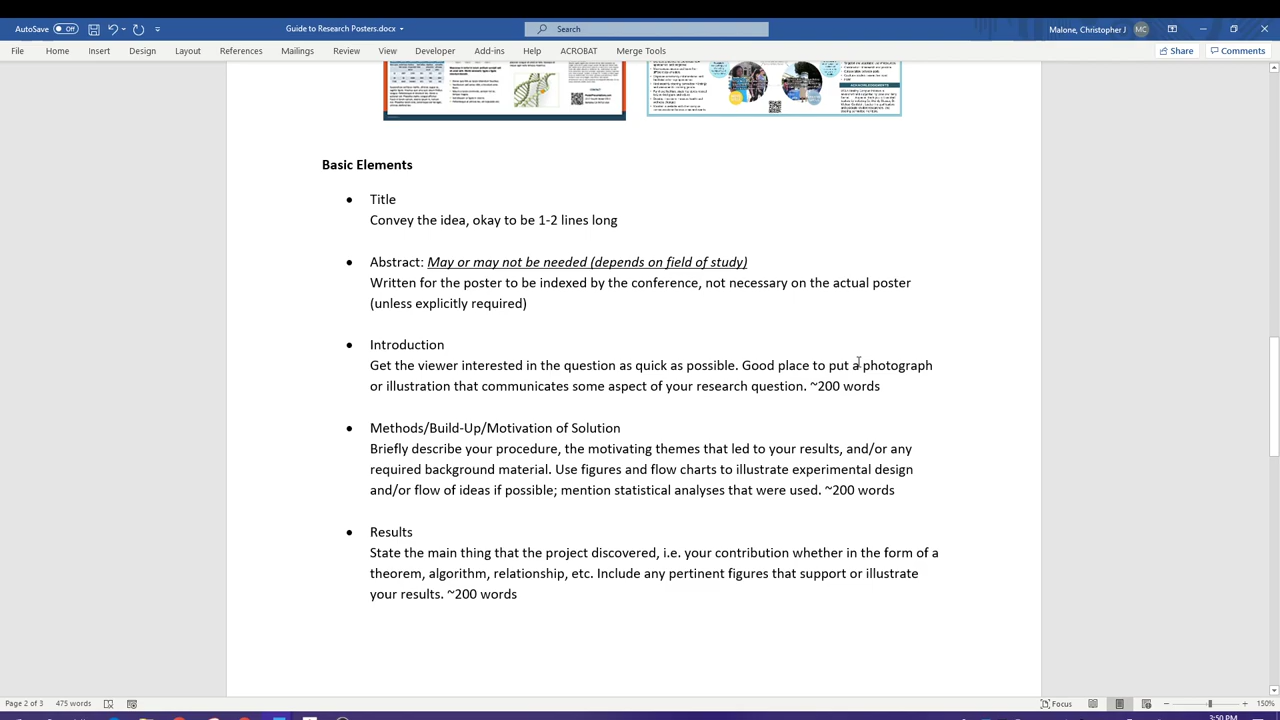 AutoSave Off
Guide to Research Posters.docx
Search
Malone, Christopher J
MC
File Home Insert Design Layout References Mailings Review View Developer Add-ins Help ACROBAT Merge Tools
Share Comments
Basic Elements
• Title
Convey the idea, okay to be 1-2 lines long
• Abstract: May or may not be needed (depends on field of study)
Written for the poster to be indexed by the conference, not necessary on the actual poster
(unless explicitly required)
• Introduction
Get the viewer interested in the question as quick as possible. Good place to put a photograph
or illustration that communicates some aspect of your research question. ~200 words
• Methods/Build-Up/Motivation of Solution
Briefly describe your procedure, the motivating themes that led to your results, and/or any
required background material. Use figures and flow charts to illustrate experimental design
and/or flow of ideas if possible; mention statistical analyses that were used. ~200 words
• Results
State the main thing that the project discovered, i.e. your contribution whether in the form of a
theorem, algorithm, relationship, etc. Include any pertinent figures that support or illustrate
your results. ~200 words
Page 2 of 3 475 words
Focus
150%
3:50 PM